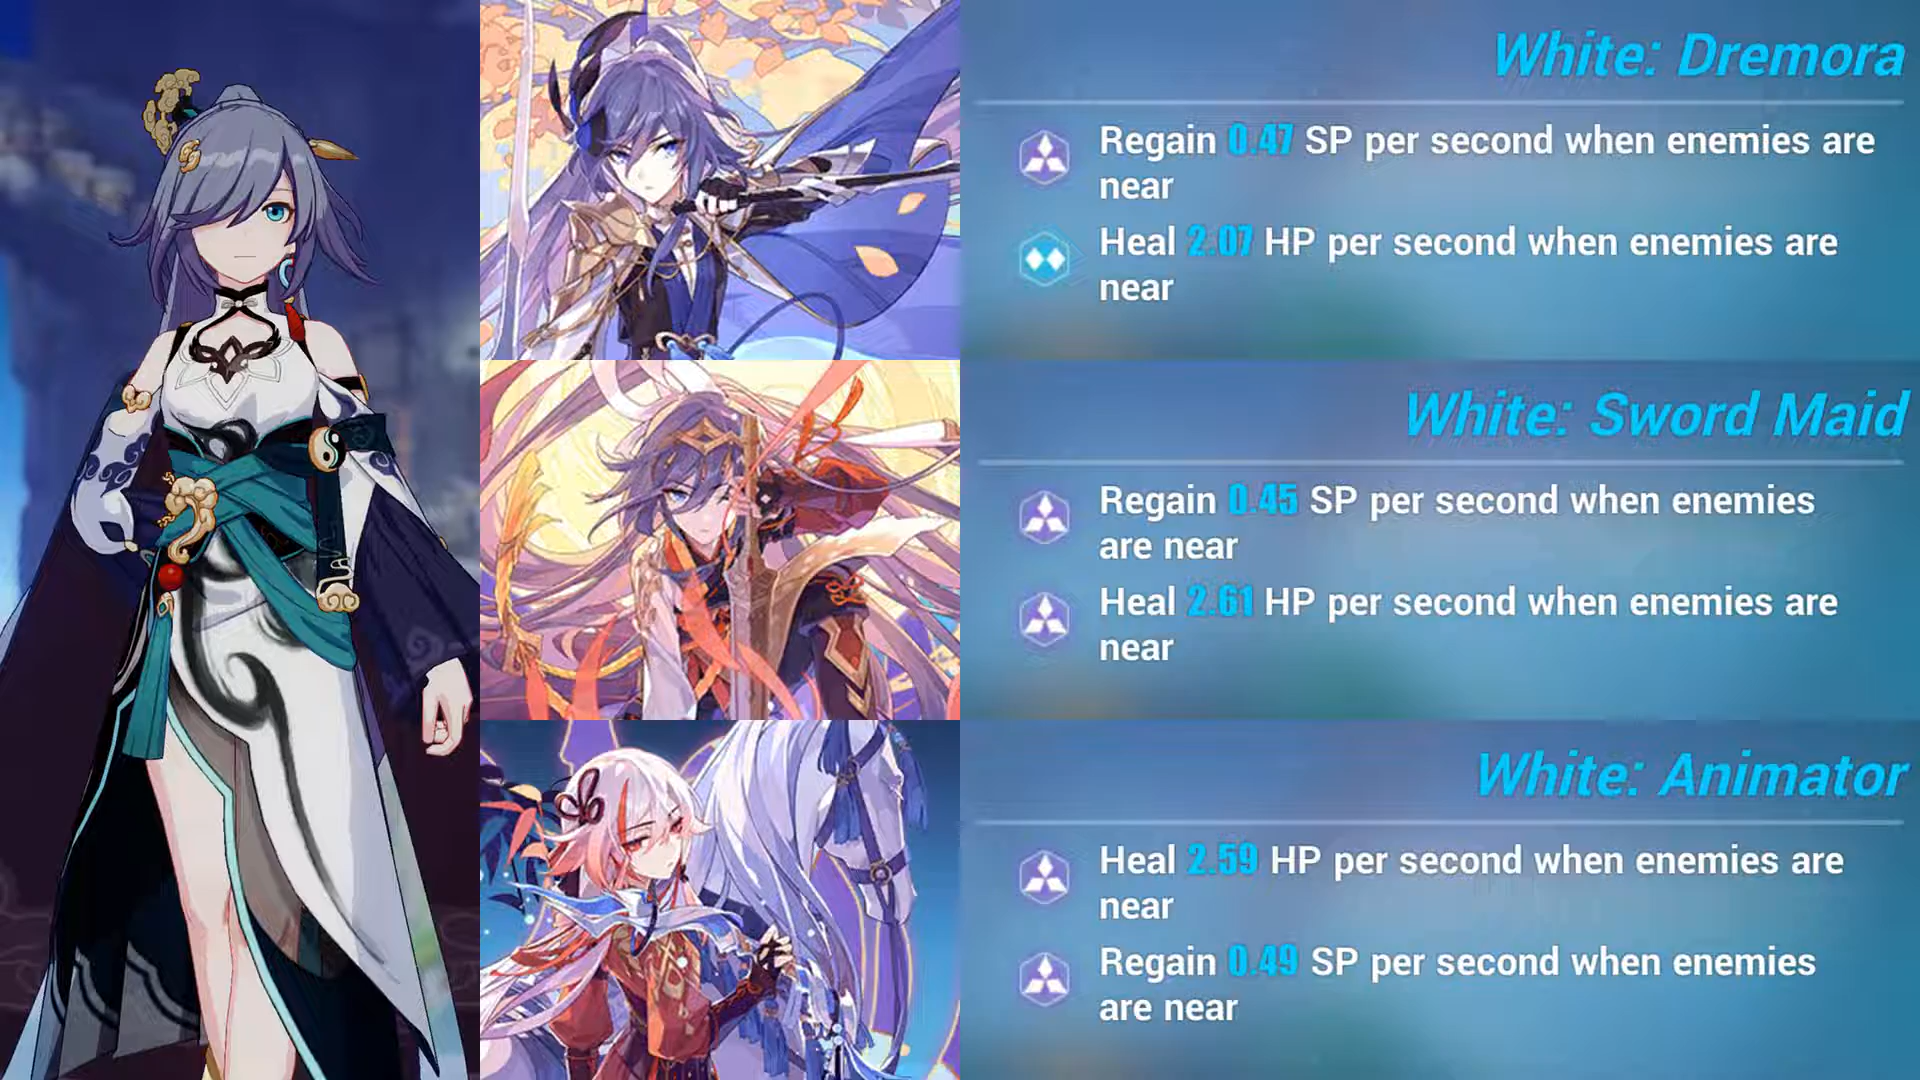 White: Dremora
Regain 0.47 SP per second when enemies are
near
Heal 2.07 HP per second when enemies are
near
White: Sword Maid
Regain 0.45 SP per second when enemies
are near
Heal 2.61 HP per second when enemies are
near
White: Animator
Heal 2.59 HP per second when enemies are
near
Regain 0.49 SP per second when enemies
are near